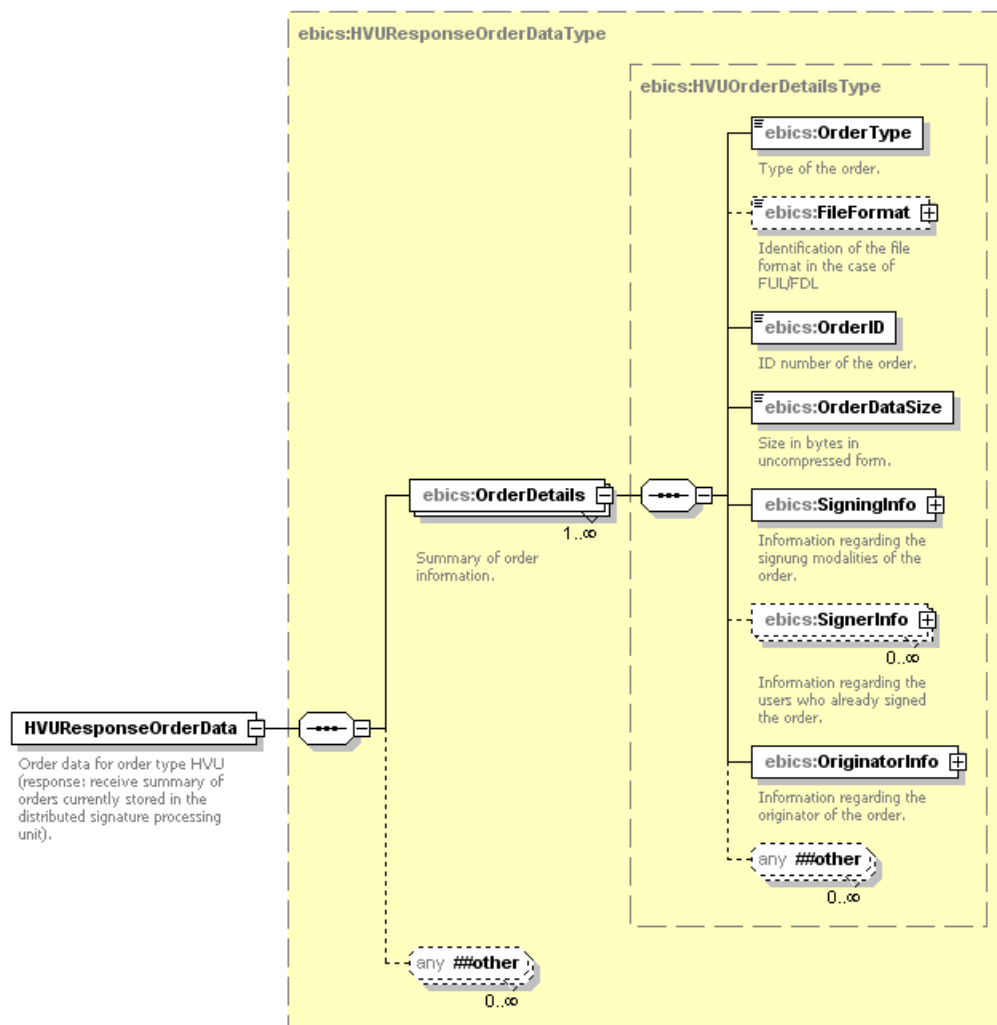 ebics:HVUResponseOrderDataType
ebics:HVUOrderDetailsType
ebics:OrderType
Type of the order.
ebics:FileFormat
Identification of the file
format in the case of
FUL/FDL
ebics:OrderID
ID number of the order.
ebics:OrderDataSize
Size in bytes in
uncompressed form.
ebics:OrderDetails
1..∞
Summary of order
information.
ebics:SigningInfo
Information regarding the
signung modalities of the
order.
ebics:SignerInfo
0..∞
Information regarding the
users who already signed
the order.
HVUResponseOrderData
Order data for order type HVU
(response: receive summary of
orders currently stored in the
distributed signature processing
unit).
ebics:OriginatorInfo
Information regarding the
originator of the order.
any ##other
0..∞
any ##other
0..∞